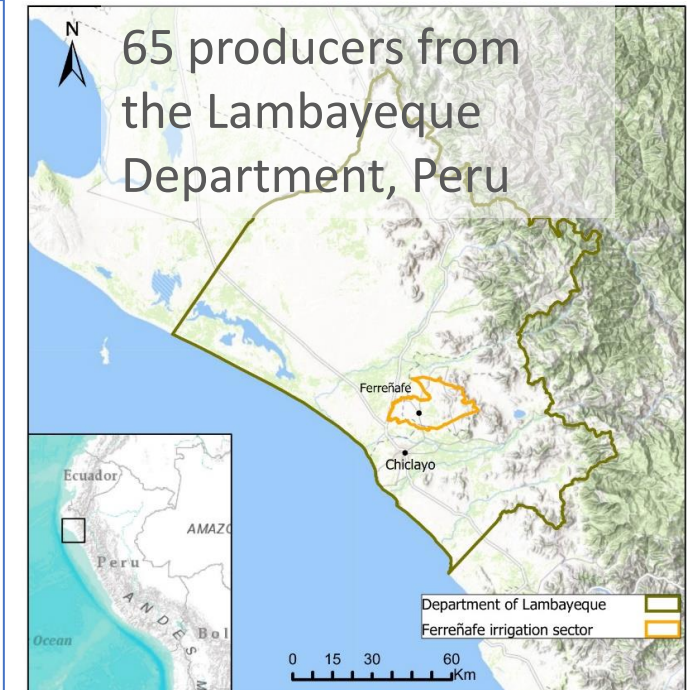 N
65 producers from
the Lambayeque
Department, Peru
Ferreñafe
Chiclayo
Ecuador
AMAZO
Peru
ANDES
Bol
Ocean
Department of Lambayeque
Ferreñafe irrigation sector
0 15 30 60
Km